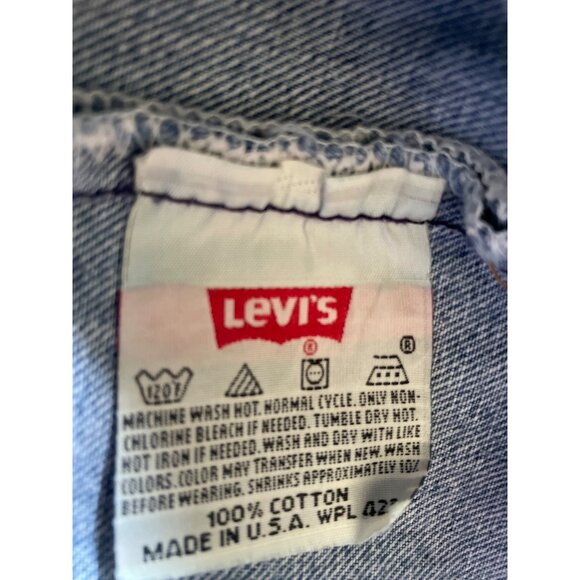 Levi's
®
®
120F
MACHINE WASH HOT. NORMAL CYCLE. ONLY NON-
CHLORINE BLEACH IF NEEDED. TUMBLE DRY HOT.
HOT IRON IF NEEDED. WASH AND DRY WITH LIKE
COLORS. COLOR MAY TRANSFER WHEN NEW. WASH
BEFORE WEARING. SHRINKS APPROXIMATELY 10%
100% COTTON
MADE IN U.S.A. WPL